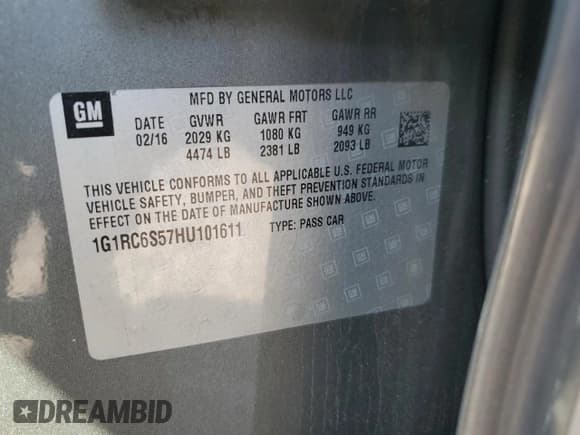 GM
MFD BY GENERAL MOTORS LLC
DATE GVWR GAWR FRT GAWR RR
02/16 2029 KG 1080 KG 949 KG
4474 LB 2381 LB 2093 LB
THIS VEHICLE CONFORMS TO ALL APPLICABLE U.S. FEDERAL MOTOR
VEHICLE SAFETY, BUMPER, AND THEFT PREVENTION STANDARDS IN
EFFECT ON THE DATE OF MANUFACTURE SHOWN ABOVE.
1G1RC6S57HU101611 TYPE: PASS CAR
DREAMBID